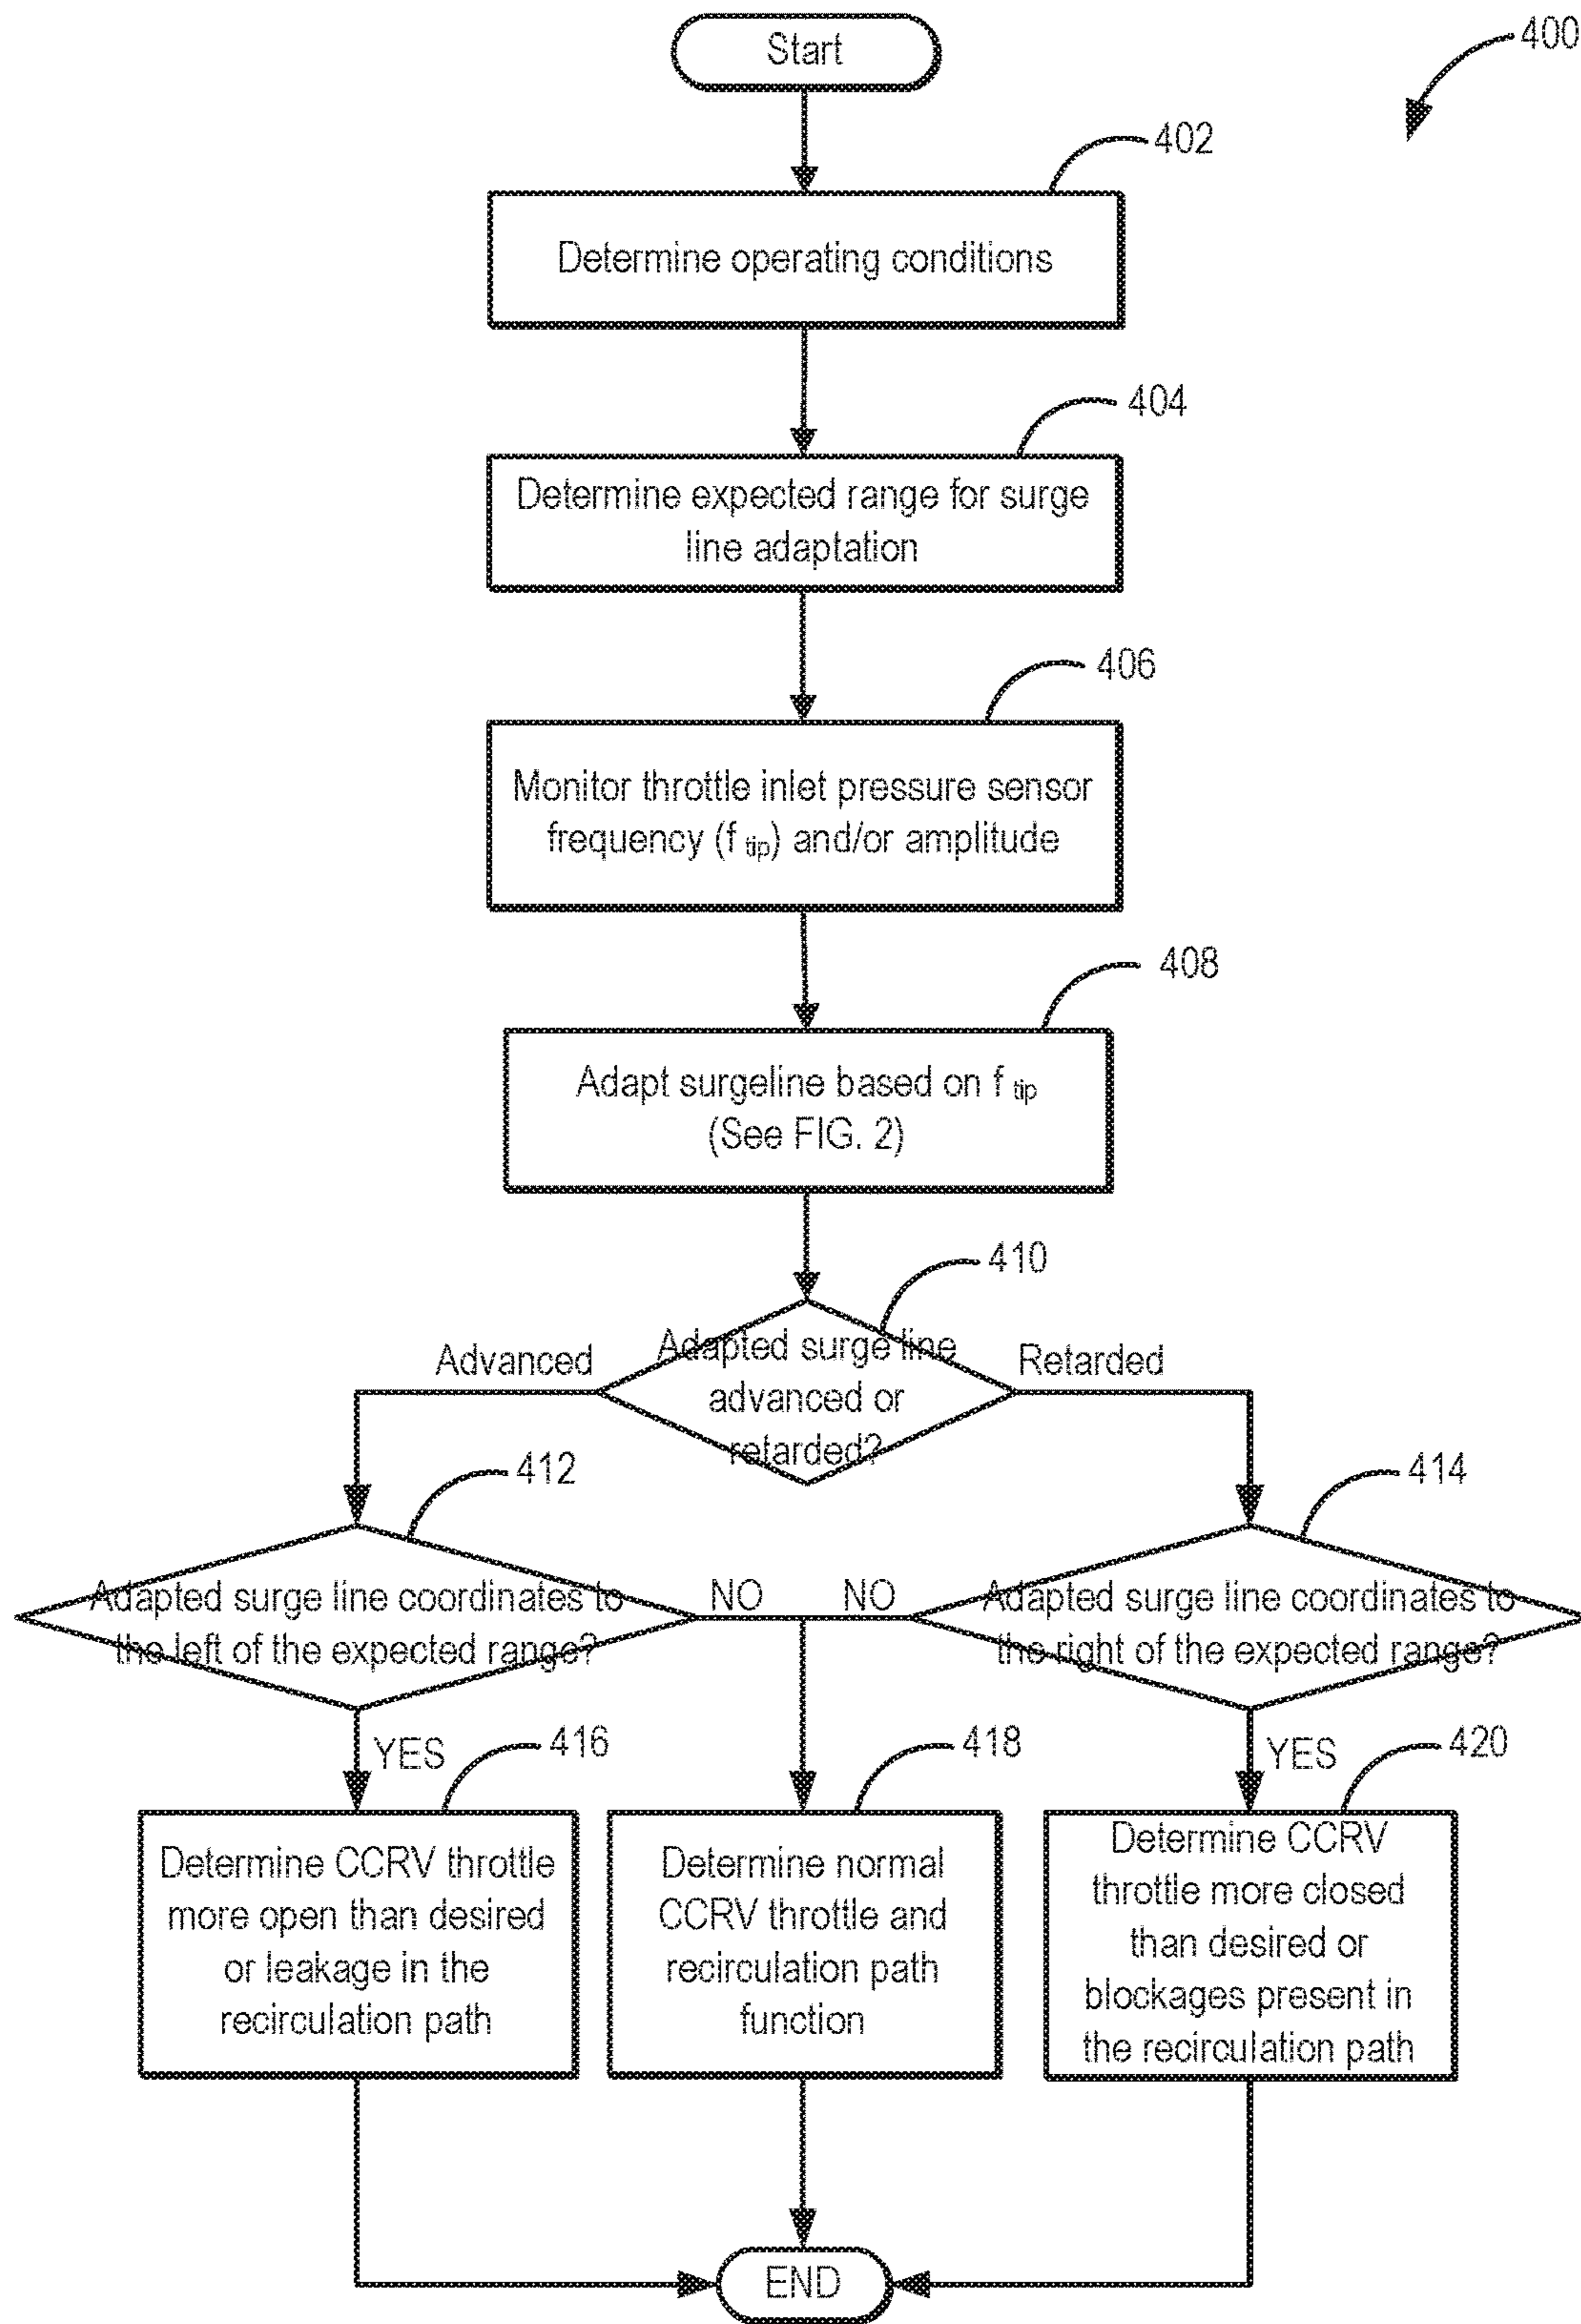 Start
400
402
Determine operating conditions
404
Determine expected range for surge
line adaptation
406
Monitor throttle inlet pressure sensor
frequency (f tip) and/or amplitude
408
Adapt surgeline based on f tip
(See FIG. 2)
410
Advanced
Adapted surge line
advanced or
retarded?
Retarded
412
414
Adapted surge line coordinates to
the left of the expected range?
NO
NO
Adapted surge line coordinates to
the right of the expected range?
YES
416
418
YES
420
Determine CCRV throttle
more open than desired
or leakage in the
recirculation path
Determine normal
CCRV throttle and
recirculation path
function
Determine CCRV
throttle more closed
than desired or
blockages present in
the recirculation path
END